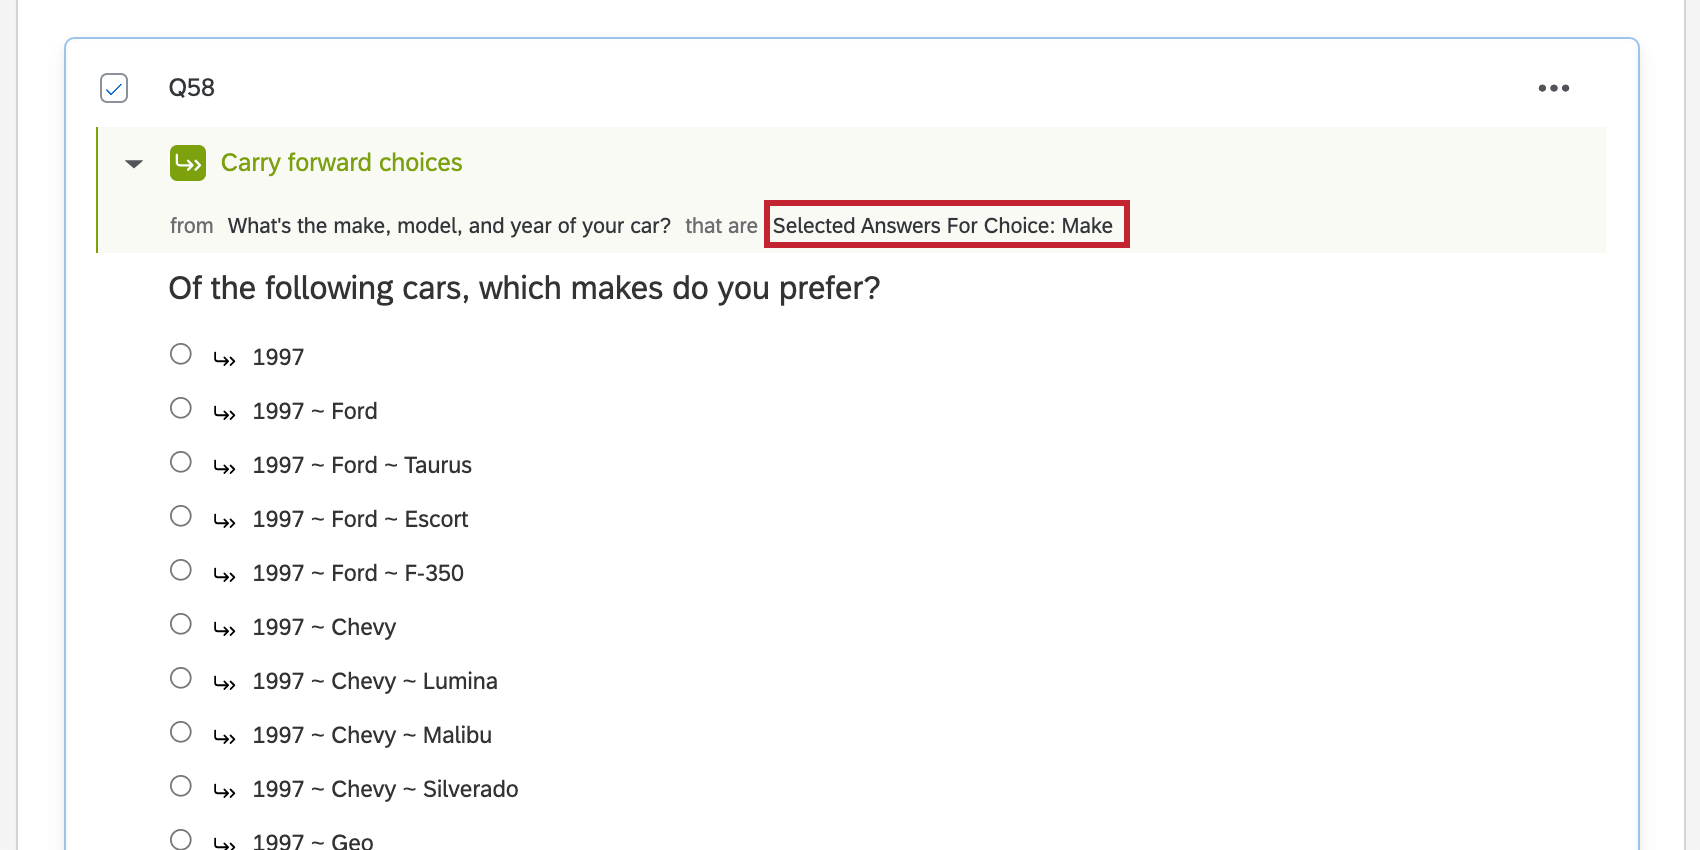 Q58
Carry forward choices
from What's the make, model, and year of your car? that are Selected Answers For Choice: Make
Of the following cars, which makes do you prefer?
1997
1997 ~ Ford
1997 ~ Ford ~ Taurus
1997 ~ Ford ~ Escort
1997 ~ Ford ~ F-350
1997 ~ Chevy
1997 ~ Chevy ~ Lumina
1997 ~ Chevy ~ Malibu
1997 ~ Chevy ~ Silverado
1997 ~ Geo